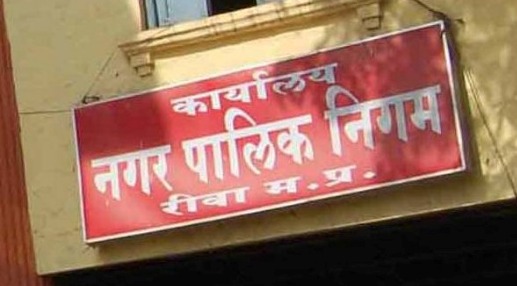 कार्यालय
नगर पालिक निगम
रीवा म.प्र.